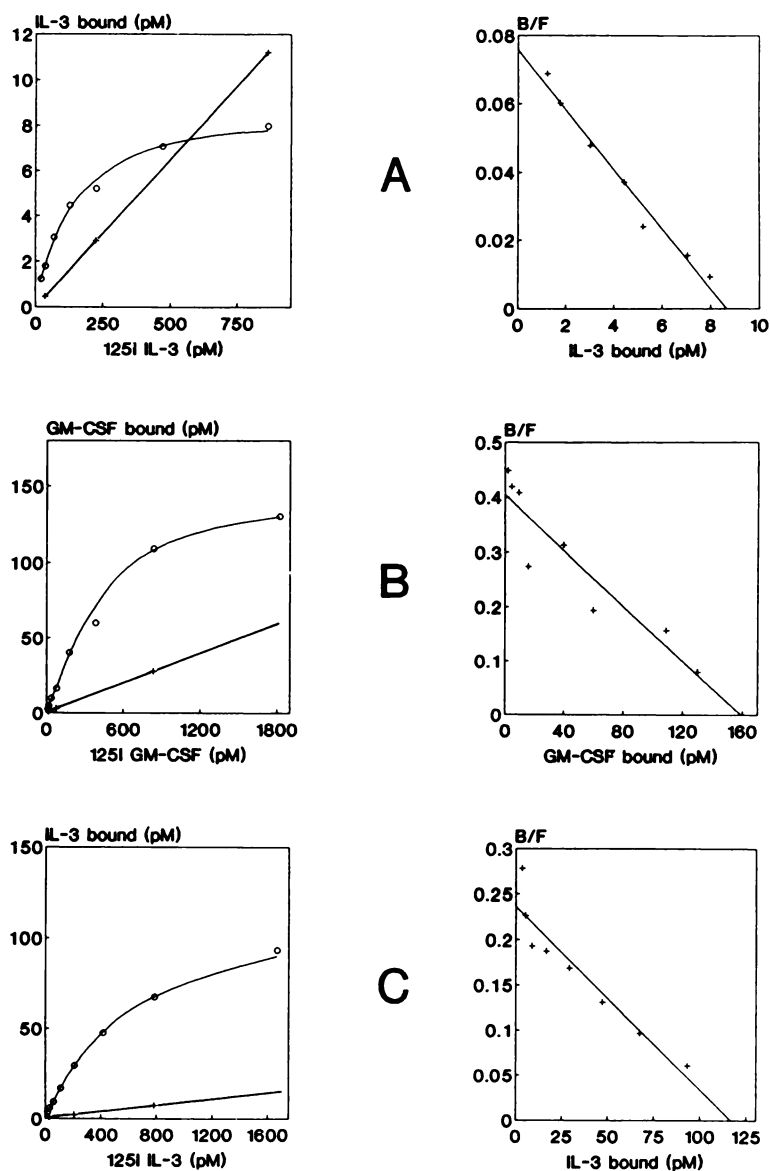 IL-3 bound (pM)
12
10
8
6
4
2
0
0 250 500 750
125I IL-3 (pM)
A
B/F
0.08
0.06
0.04
0.02
0
0 2 4 6 8 10
IL-3 bound (pM)
GM-CSF bound (pM)
150
100
50
0
0 600 1200 1800
125I GM-CSF (pM)
B
B/F
0.5
0.4
0.3
0.2
0.1
0
0 40 80 120 160
GM-CSF bound (pM)
IL-3 bound (pM)
150
100
50
0
0 400 800 1200 1600
125I IL-3 (pM)
C
B/F
0.3
0.25
0.2
0.15
0.1
0.05
0
0 25 50 75 100 125
IL-3 bound (pM)